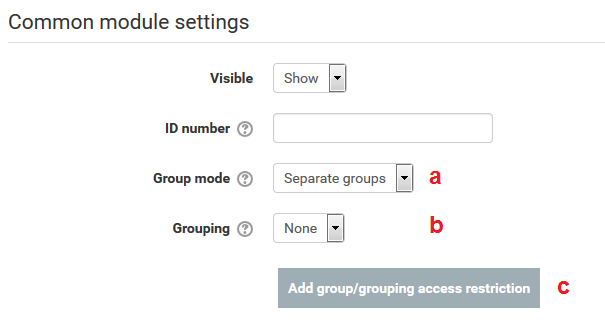 Common module settings
Visible Show
ID number
Group mode Separate groups a
Grouping None b
Add group/grouping access restriction c